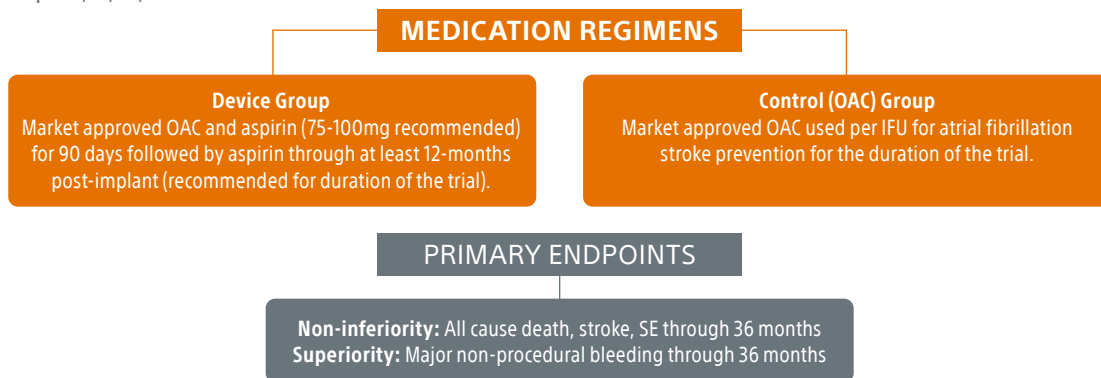 MEDICATION REGIMENS
Device Group
Market approved OAC and aspirin (75-100mg recommended)
for 90 days followed by aspirin through at least 12-months
post-implant (recommended for duration of the trial).
Control (OAC) Group
Market approved OAC used per IFU for atrial fibrillation
stroke prevention for the duration of the trial.
PRIMARY ENDPOINTS
Non-inferiority: All cause death, stroke, SE through 36 months
Superiority: Major non-procedural bleeding through 36 months